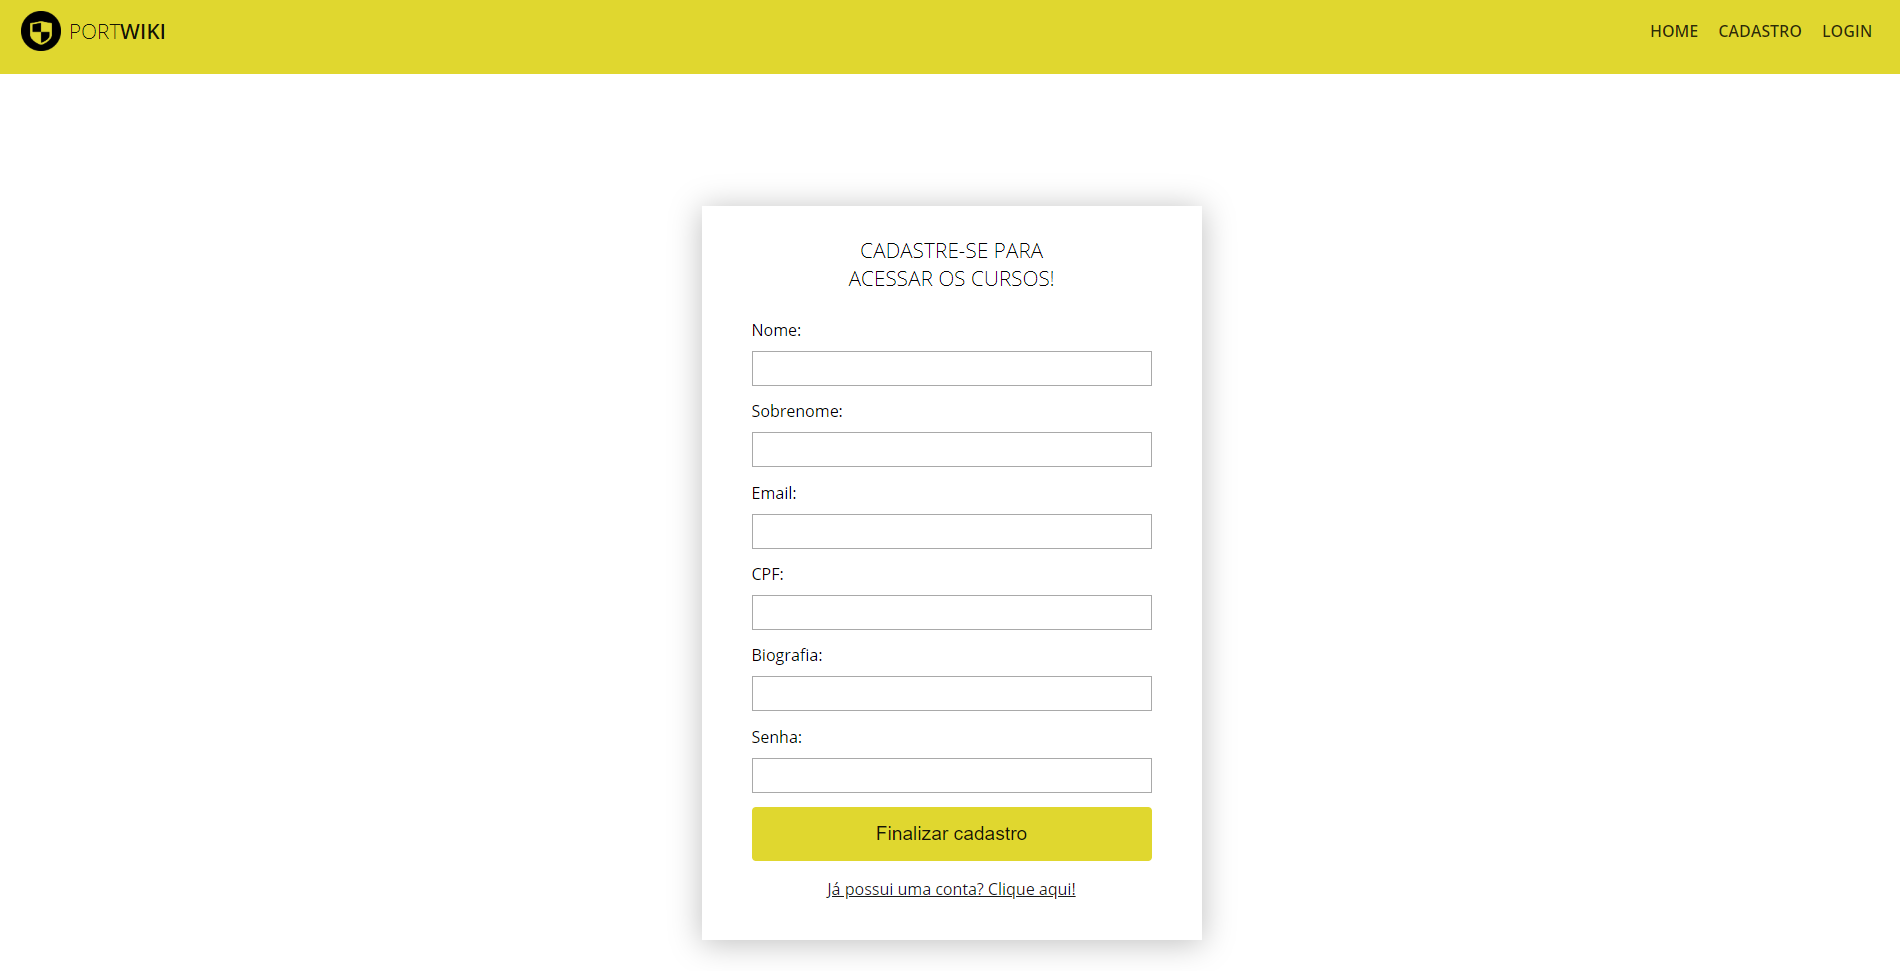 PORTWIKI
HOME CADASTRO LOGIN
CADASTRE-SE PARA
ACESSAR OS CURSOS!
Nome:
Sobrenome:
Email:
CPF:
Biografia:
Senha:
Finalizar cadastro
Já possui uma conta? Clique aqui!